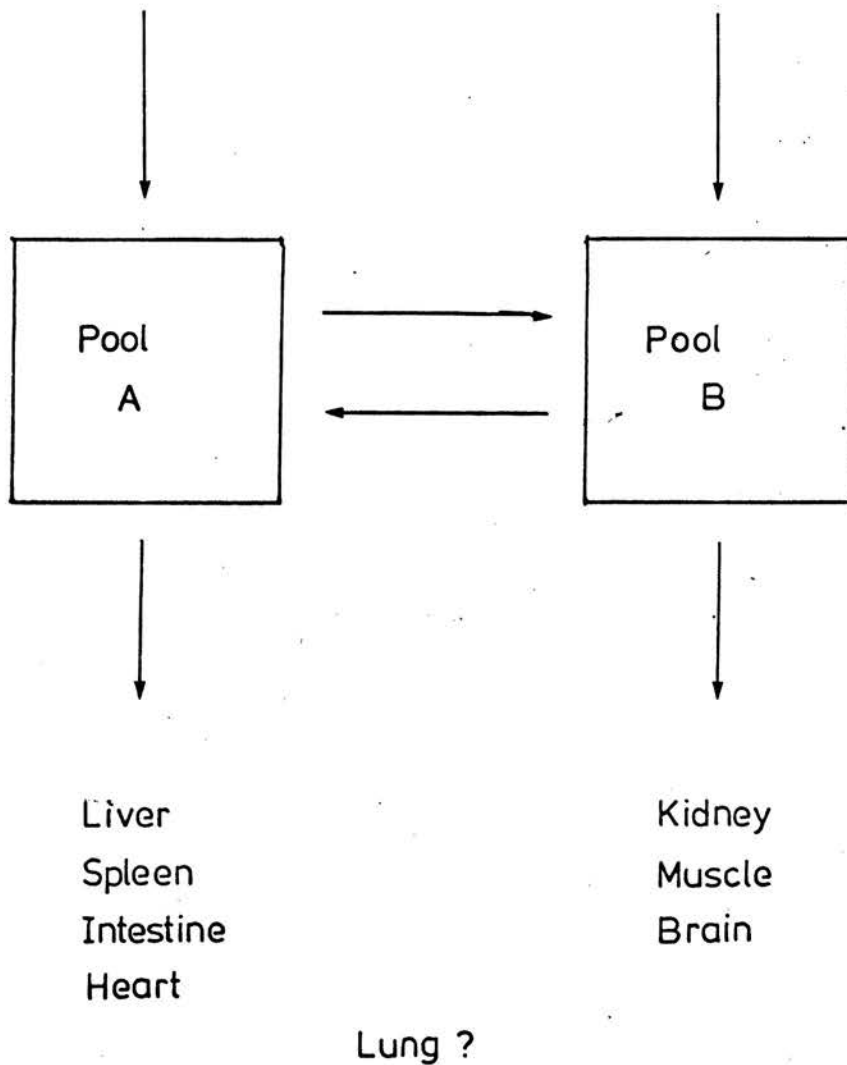 Pool
A
Pool
B
Liver
Spleen
Intestine
Heart
Kidney
Muscle
Brain
Lung ?